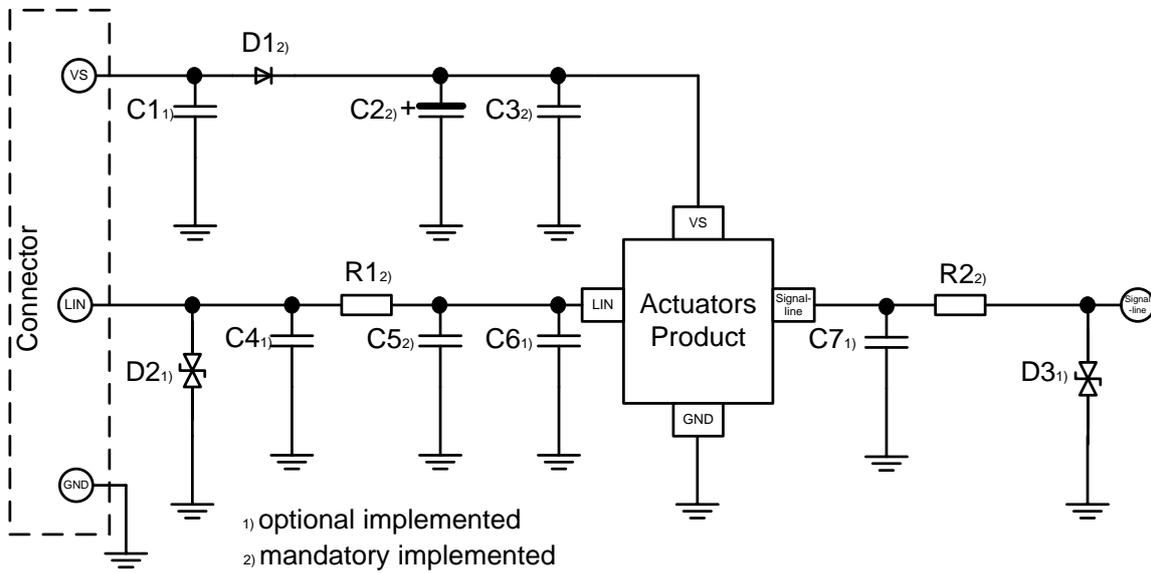 D1 2)
VS
C1 1)
C2 2) +
C3 2)
VS
Connector
LIN
R1 2)
LIN
Actuators
Product
Signal-
line
R2 2)
Signal
-line
C4 1)
C5 2)
C6 1)
C7 1)
D2 1)
D3 1)
GND
GND
1) optional implemented
2) mandatory implemented